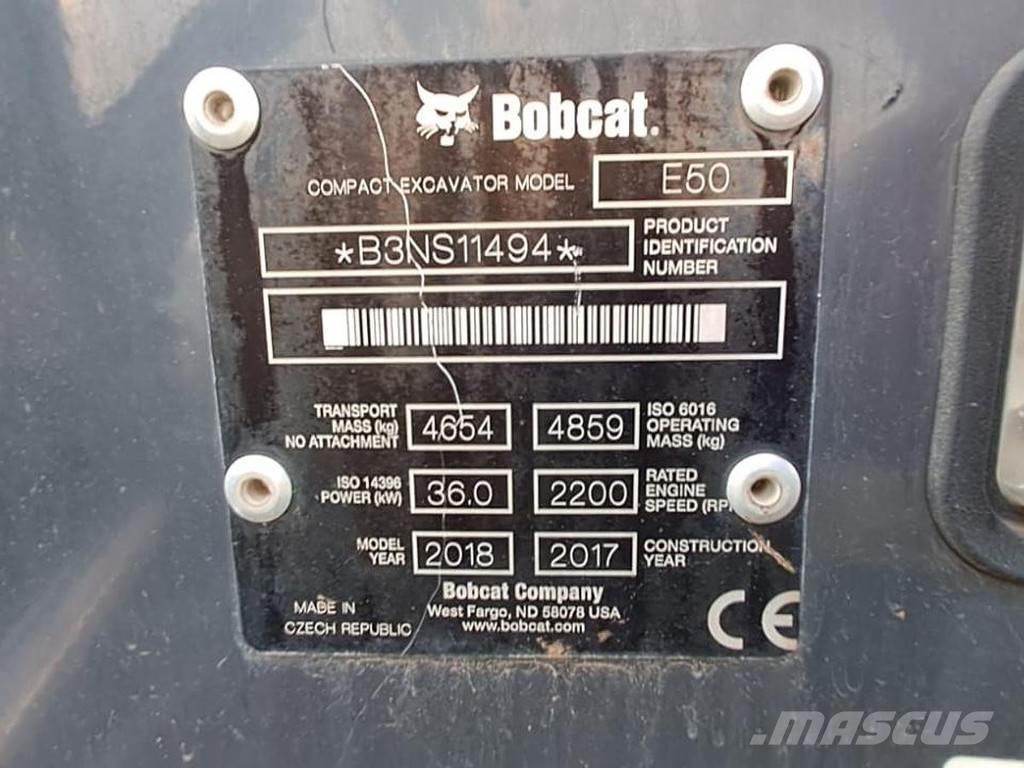 Bobcat.
COMPACT EXCAVATOR MODEL E50
*B3NS11494*
PRODUCT
IDENTIFICATION
NUMBER
TRANSPORT
MASS (kg)
NO ATTACHMENT
4654
4859
ISO 6016
OPERATING
MASS (kg)
ISO 14396
POWER (kW)
36.0
2200
RATED
ENGINE
SPEED (RP
MODEL
YEAR
2018
2017
CONSTRUCTION
YEAR
Bobcat Company
West Fargo, ND 58078 USA
www.bobcat.com
MADE IN
CZECH REPUBLIC
CE
MASCUS